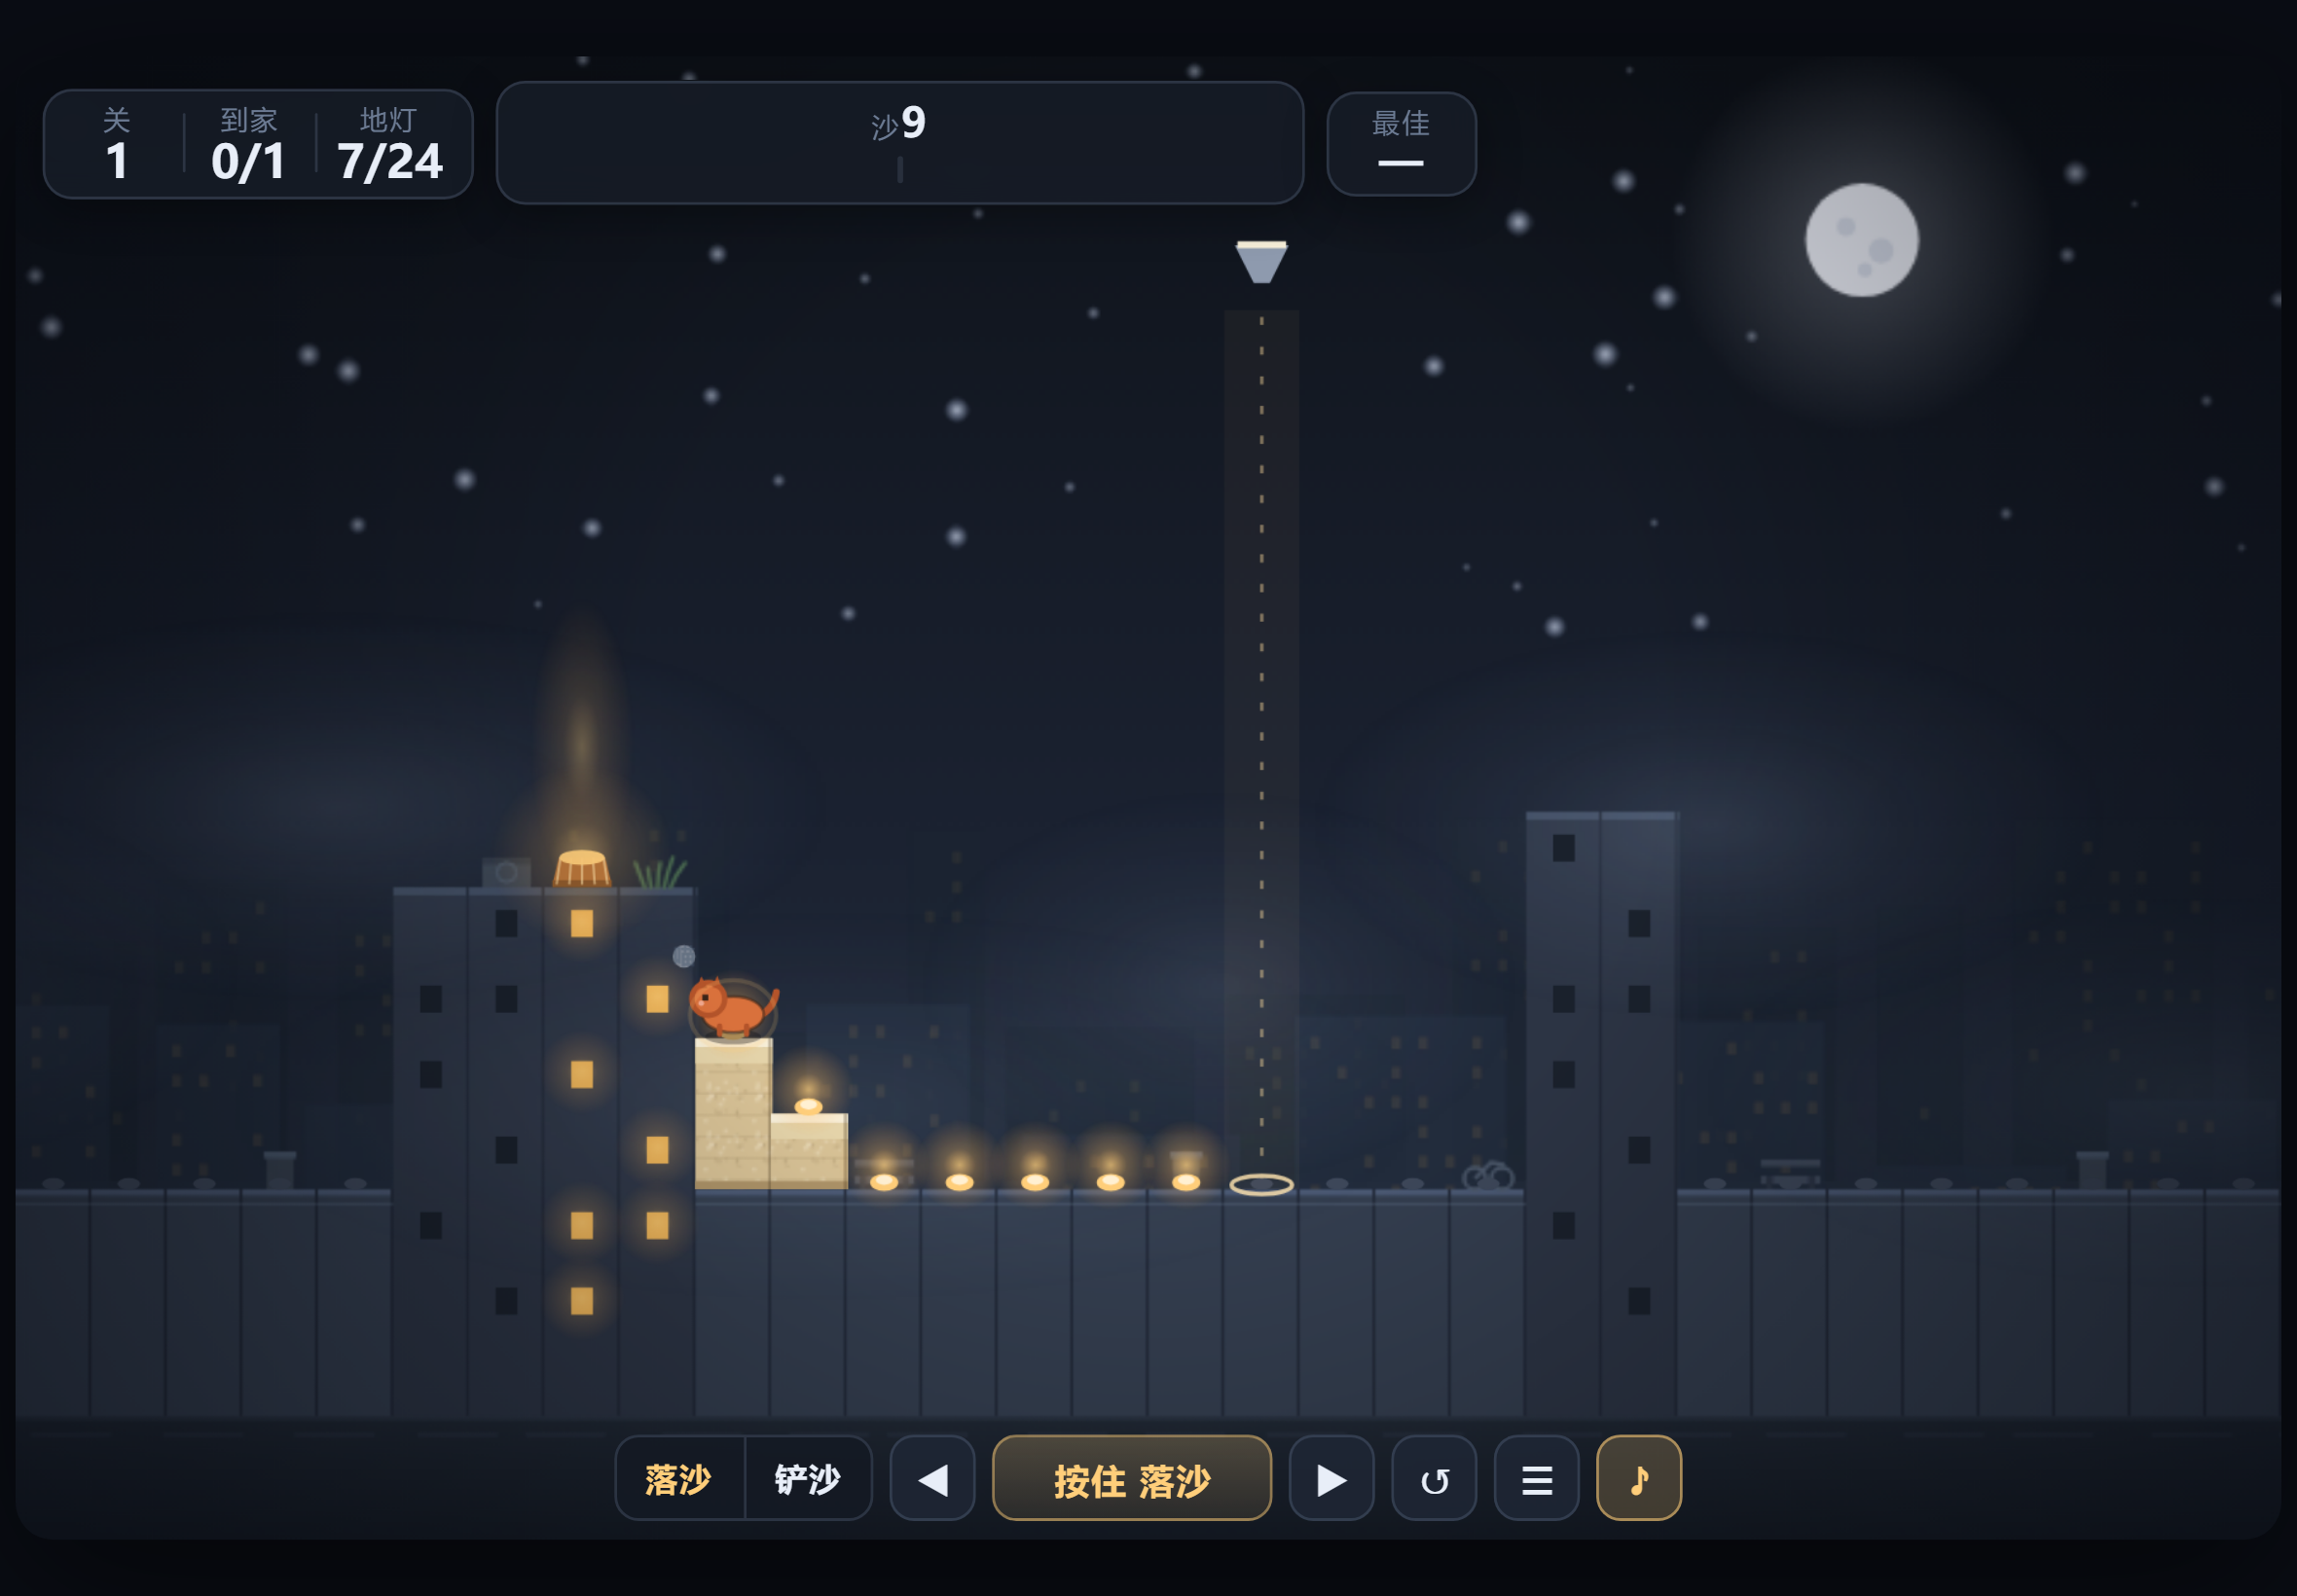 关 到家 地灯
1 0/1 7/24
沙9
最佳
—
落沙 铲沙 ◀ 按住 落沙 ▶ ↺ ☰ ♪